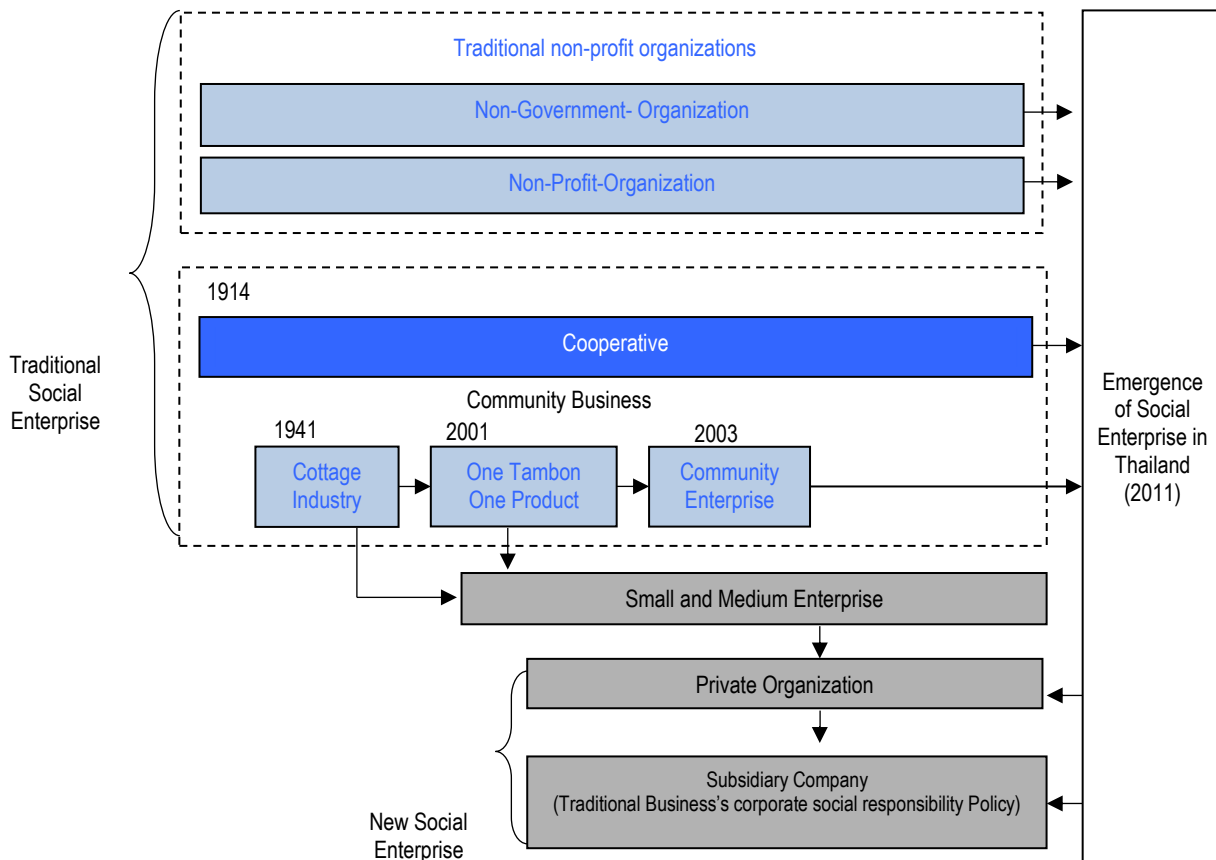 Traditional non-profit organizations
Non-Government- Organization
Non-Profit-Organization
Traditional
Social
Enterprise
1914
Cooperative
Community Business
1941
Cottage
Industry
2001
One Tambon
One Product
2003
Community
Enterprise
Small and Medium Enterprise
Private Organization
Subsidiary Company
(Traditional Business's corporate social responsibility Policy)
New Social
Enterprise
Emergence
of Social
Enterprise in
Thailand
(2011)